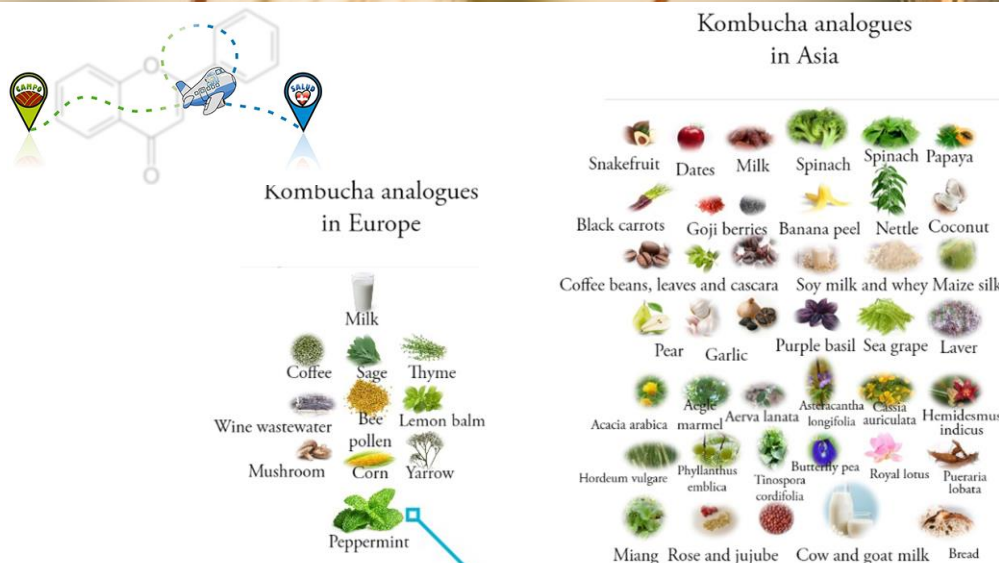 CAMPO
SALUD
O
O
Kombucha analogues
in Europe
Milk
Coffee Sage Thyme
Wine wastewater Bee pollen Lemon balm
Mushroom Corn Yarrow
Peppermint
Kombucha analogues
in Asia
Snakefruit Dates Milk Spinach Spinach Papaya
Black carrots Goji berries Banana peel Nettle Coconut
Coffee beans, leaves and cascara Soy milk and whey Maize silk
Pear Garlic Purple basil Sea grape Laver
Acacia arabica Aegle marmel Aerva lanata Asteracantha longifolia Cassia auriculata Hemidesmus indicus
Hordeum vulgare Phyllanthus emblica Tinospora cordifolia Butterfly pea Royal lotus Pueraria lobata
Miang Rose and jujube Cow and goat milk Bread